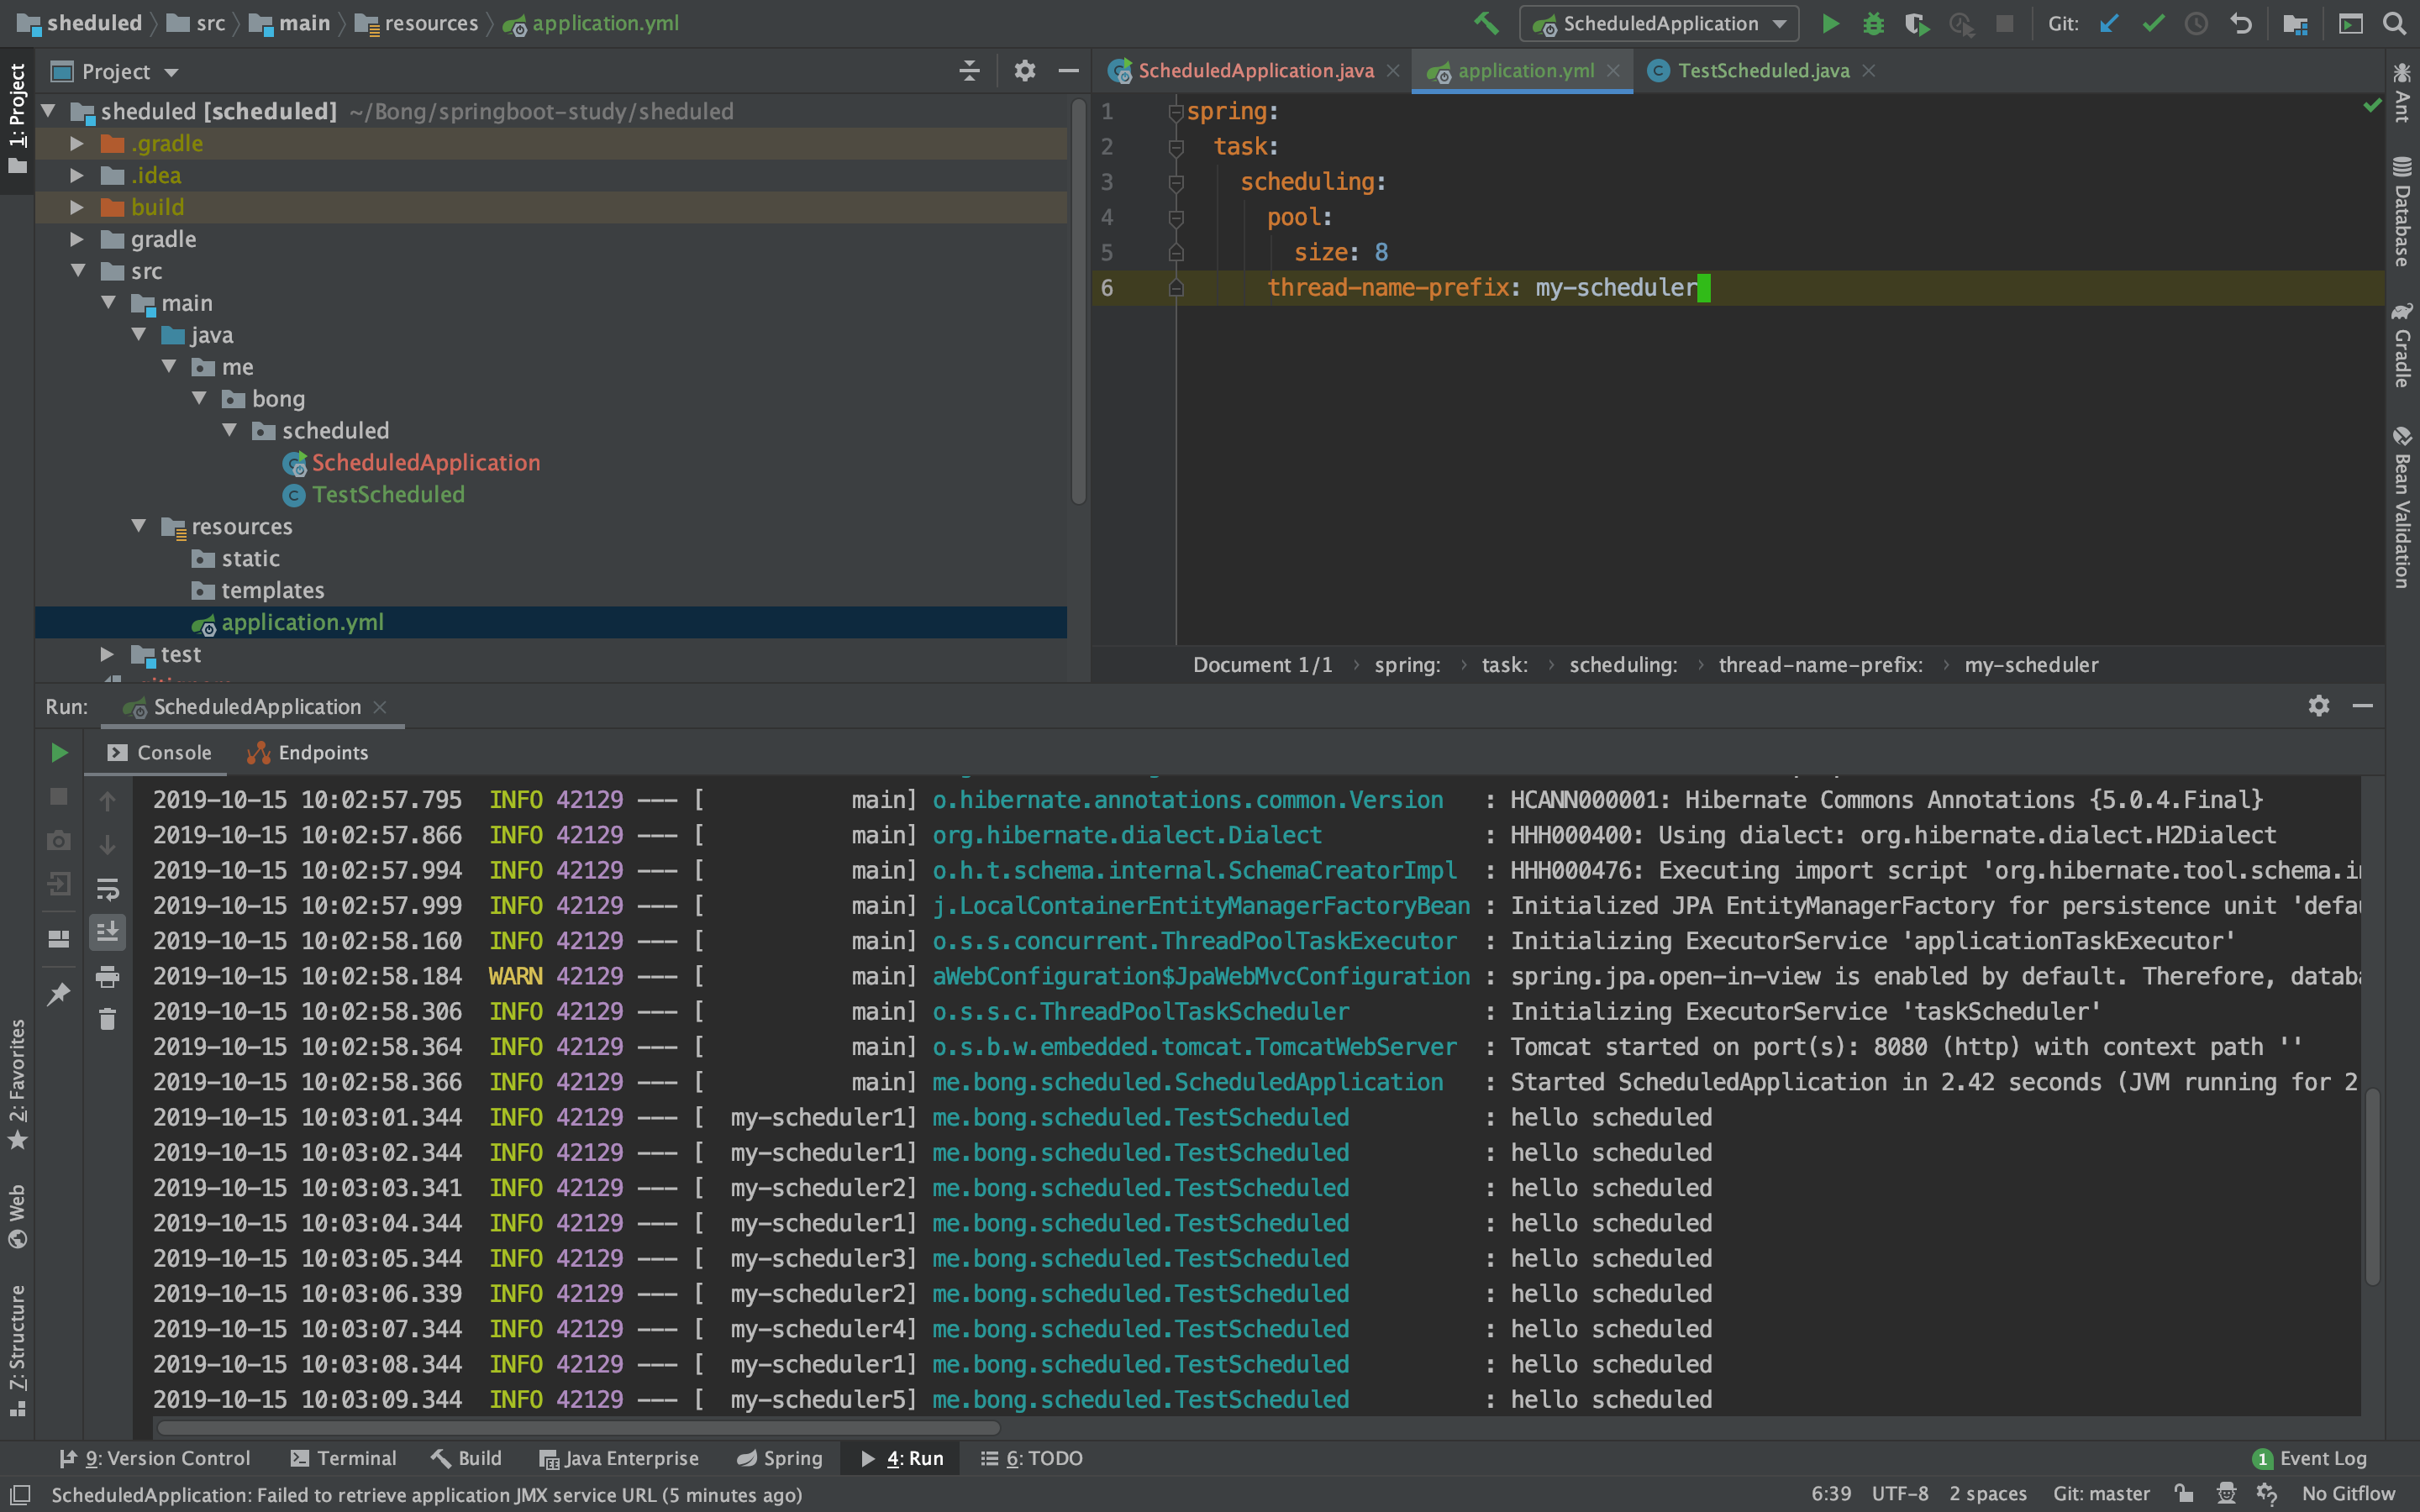 sheduled src main resources application.yml ScheduledApplication Git:
1: Project
Project
sheduled [scheduled] ~/Bong/springboot-study/sheduled
.gradle
.idea
build
gradle
src
main
java
me
bong
scheduled
ScheduledApplication
TestScheduled
resources
static
templates
application.yml
test
ScheduledApplication.java application.yml TestScheduled.java
1 spring:
2 task:
3 scheduling:
4 pool:
5 size: 8
6 thread-name-prefix: my-scheduler
Document 1/1 › spring: › task: › scheduling: › thread-name-prefix: › my-scheduler
Ant
Database
Gradle
Bean Validation
Run: ScheduledApplication
Console Endpoints
2019-10-15 10:02:57.795 INFO 42129 --- [ main] o.hibernate.annotations.common.Version : HCANN000001: Hibernate Commons Annotations {5.0.4.Final}
2019-10-15 10:02:57.866 INFO 42129 --- [ main] org.hibernate.dialect.Dialect : HHH000400: Using dialect: org.hibernate.dialect.H2Dialect
2019-10-15 10:02:57.994 INFO 42129 --- [ main] o.h.t.schema.internal.SchemaCreatorImpl : HHH000476: Executing import script 'org.hibernate.tool.schema.i
2019-10-15 10:02:57.999 INFO 42129 --- [ main] j.LocalContainerEntityManagerFactoryBean : Initialized JPA EntityManagerFactory for persistence unit 'defa
2019-10-15 10:02:58.160 INFO 42129 --- [ main] o.s.s.concurrent.ThreadPoolTaskExecutor : Initializing ExecutorService 'applicationTaskExecutor'
2019-10-15 10:02:58.184 WARN 42129 --- [ main] aWebConfiguration$JpaWebMvcConfiguration : spring.jpa.open-in-view is enabled by default. Therefore, datab
2019-10-15 10:02:58.306 INFO 42129 --- [ main] o.s.s.c.ThreadPoolTaskScheduler : Initializing ExecutorService 'taskScheduler'
2019-10-15 10:02:58.364 INFO 42129 --- [ main] o.s.b.w.embedded.tomcat.TomcatWebServer : Tomcat started on port(s): 8080 (http) with context path ''
2019-10-15 10:02:58.366 INFO 42129 --- [ main] me.bong.scheduled.ScheduledApplication : Started ScheduledApplication in 2.42 seconds (JVM running for 2
2019-10-15 10:03:01.344 INFO 42129 --- [ my-scheduler1] me.bong.scheduled.TestScheduled : hello scheduled
2019-10-15 10:03:02.344 INFO 42129 --- [ my-scheduler1] me.bong.scheduled.TestScheduled : hello scheduled
2019-10-15 10:03:03.341 INFO 42129 --- [ my-scheduler2] me.bong.scheduled.TestScheduled : hello scheduled
2019-10-15 10:03:04.344 INFO 42129 --- [ my-scheduler1] me.bong.scheduled.TestScheduled : hello scheduled
2019-10-15 10:03:05.344 INFO 42129 --- [ my-scheduler3] me.bong.scheduled.TestScheduled : hello scheduled
2019-10-15 10:03:06.339 INFO 42129 --- [ my-scheduler2] me.bong.scheduled.TestScheduled : hello scheduled
2019-10-15 10:03:07.344 INFO 42129 --- [ my-scheduler4] me.bong.scheduled.TestScheduled : hello scheduled
2019-10-15 10:03:08.344 INFO 42129 --- [ my-scheduler1] me.bong.scheduled.TestScheduled : hello scheduled
2019-10-15 10:03:09.344 INFO 42129 --- [ my-scheduler5] me.bong.scheduled.TestScheduled : hello scheduled
2: Favorites
Web
7: Structure
9: Version Control Terminal Build Java Enterprise Spring 4: Run 6: TODO 1 Event Log
ScheduledApplication: Failed to retrieve application JMX service URL (5 minutes ago) 6:39 UTF-8 2 spaces Git: master No Gitflow